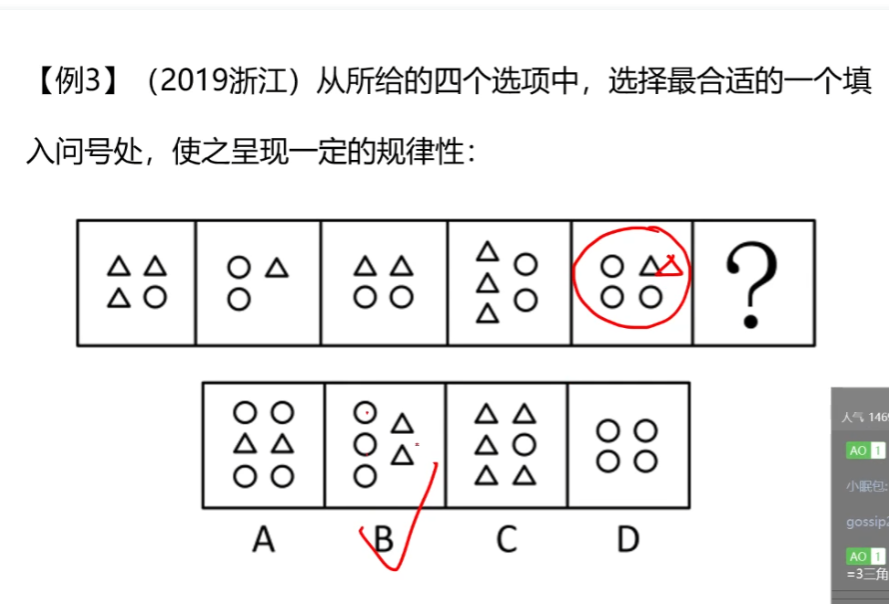 【例3】（2019浙江）从所给的四个选项中，选择最合适的一个填
入问号处，使之呈现一定的规律性：
?
A B C D
人气 146
AO 1
小眠包:
gossip
AO 1
=3三角